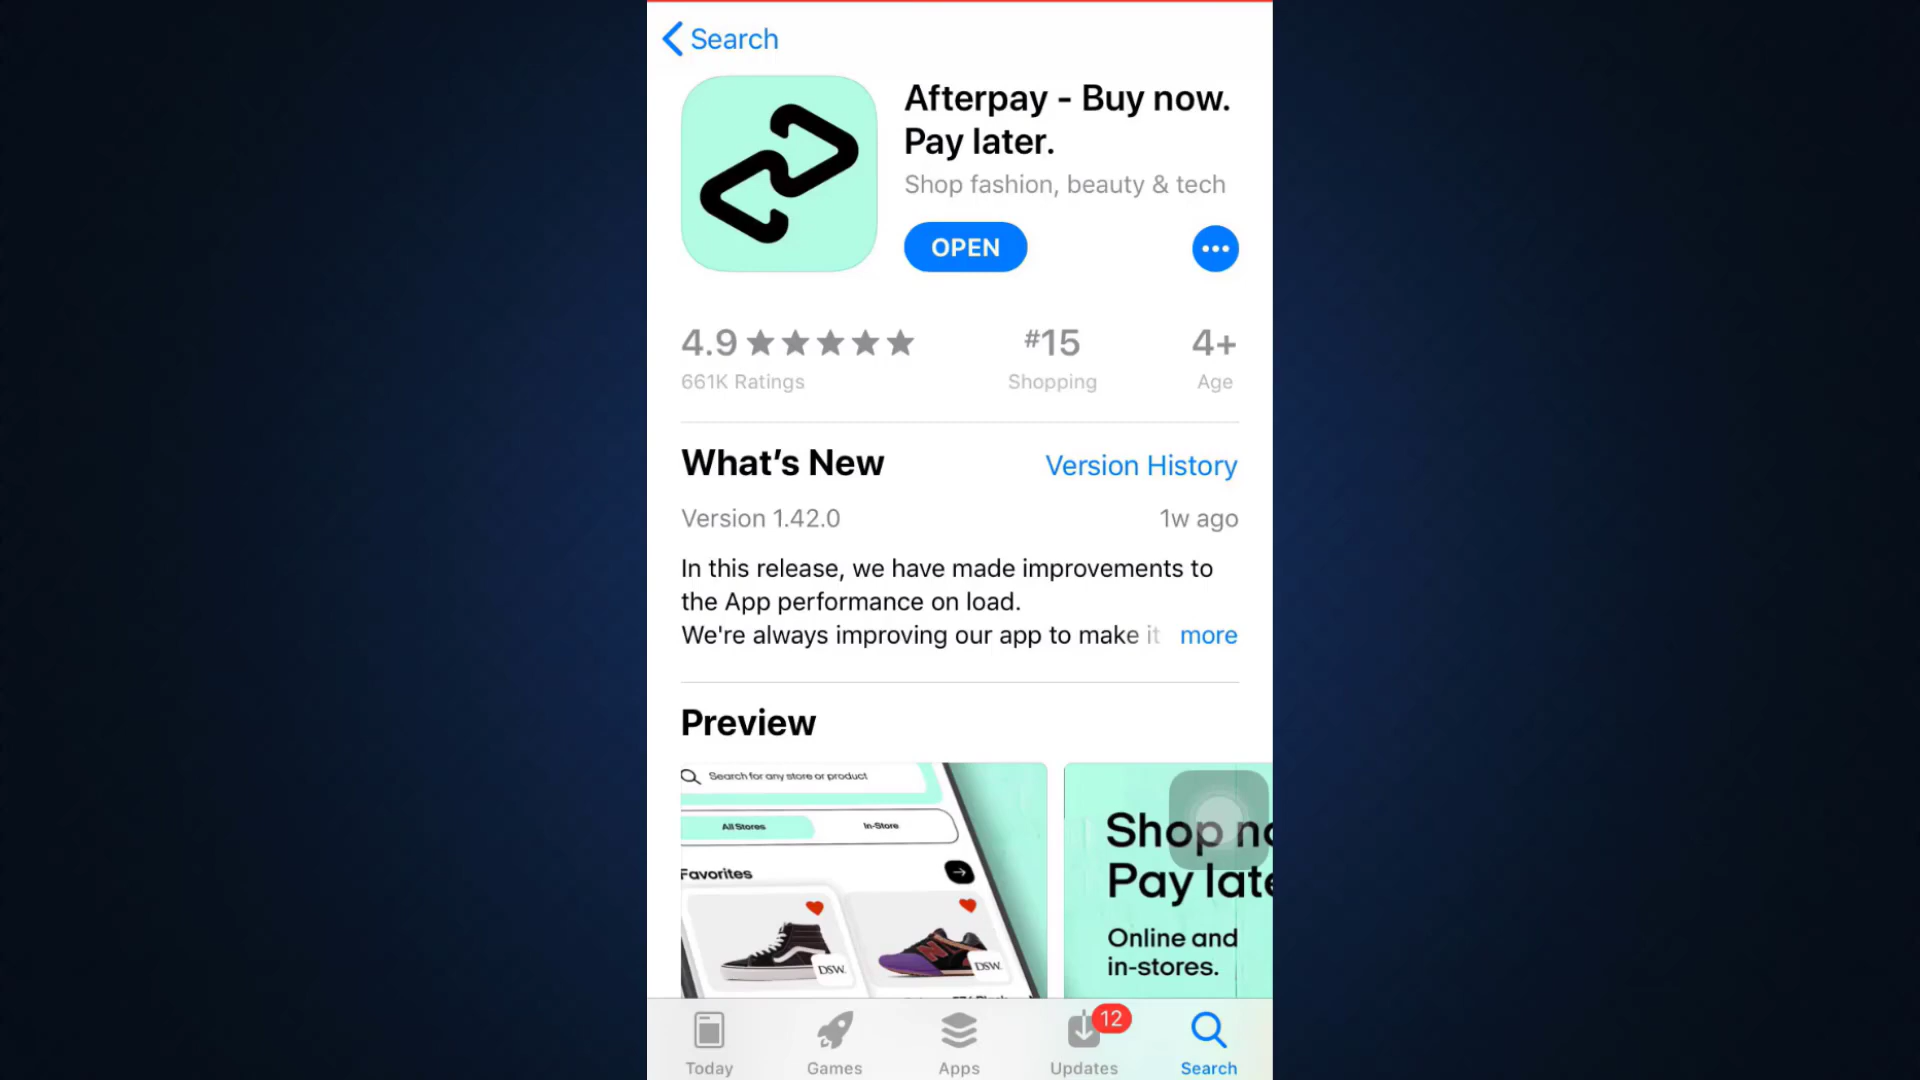 Search
Afterpay - Buy now.
Pay later.
Shop fashion, beauty & tech
OPEN
4.9
#15
4+
661K Ratings
Shopping
Age
What's New
Version History
Version 1.42.0
1w ago
In this release, we have made improvements to
the App performance on load.
We're always improving our app to make it
more
Preview
Search for any store or product
All Stores
In-Store
Favorites
DSW.
DSW.
Shop
Pay
Online and
in-stores.
12
Today
Games
Apps
Updates
Search